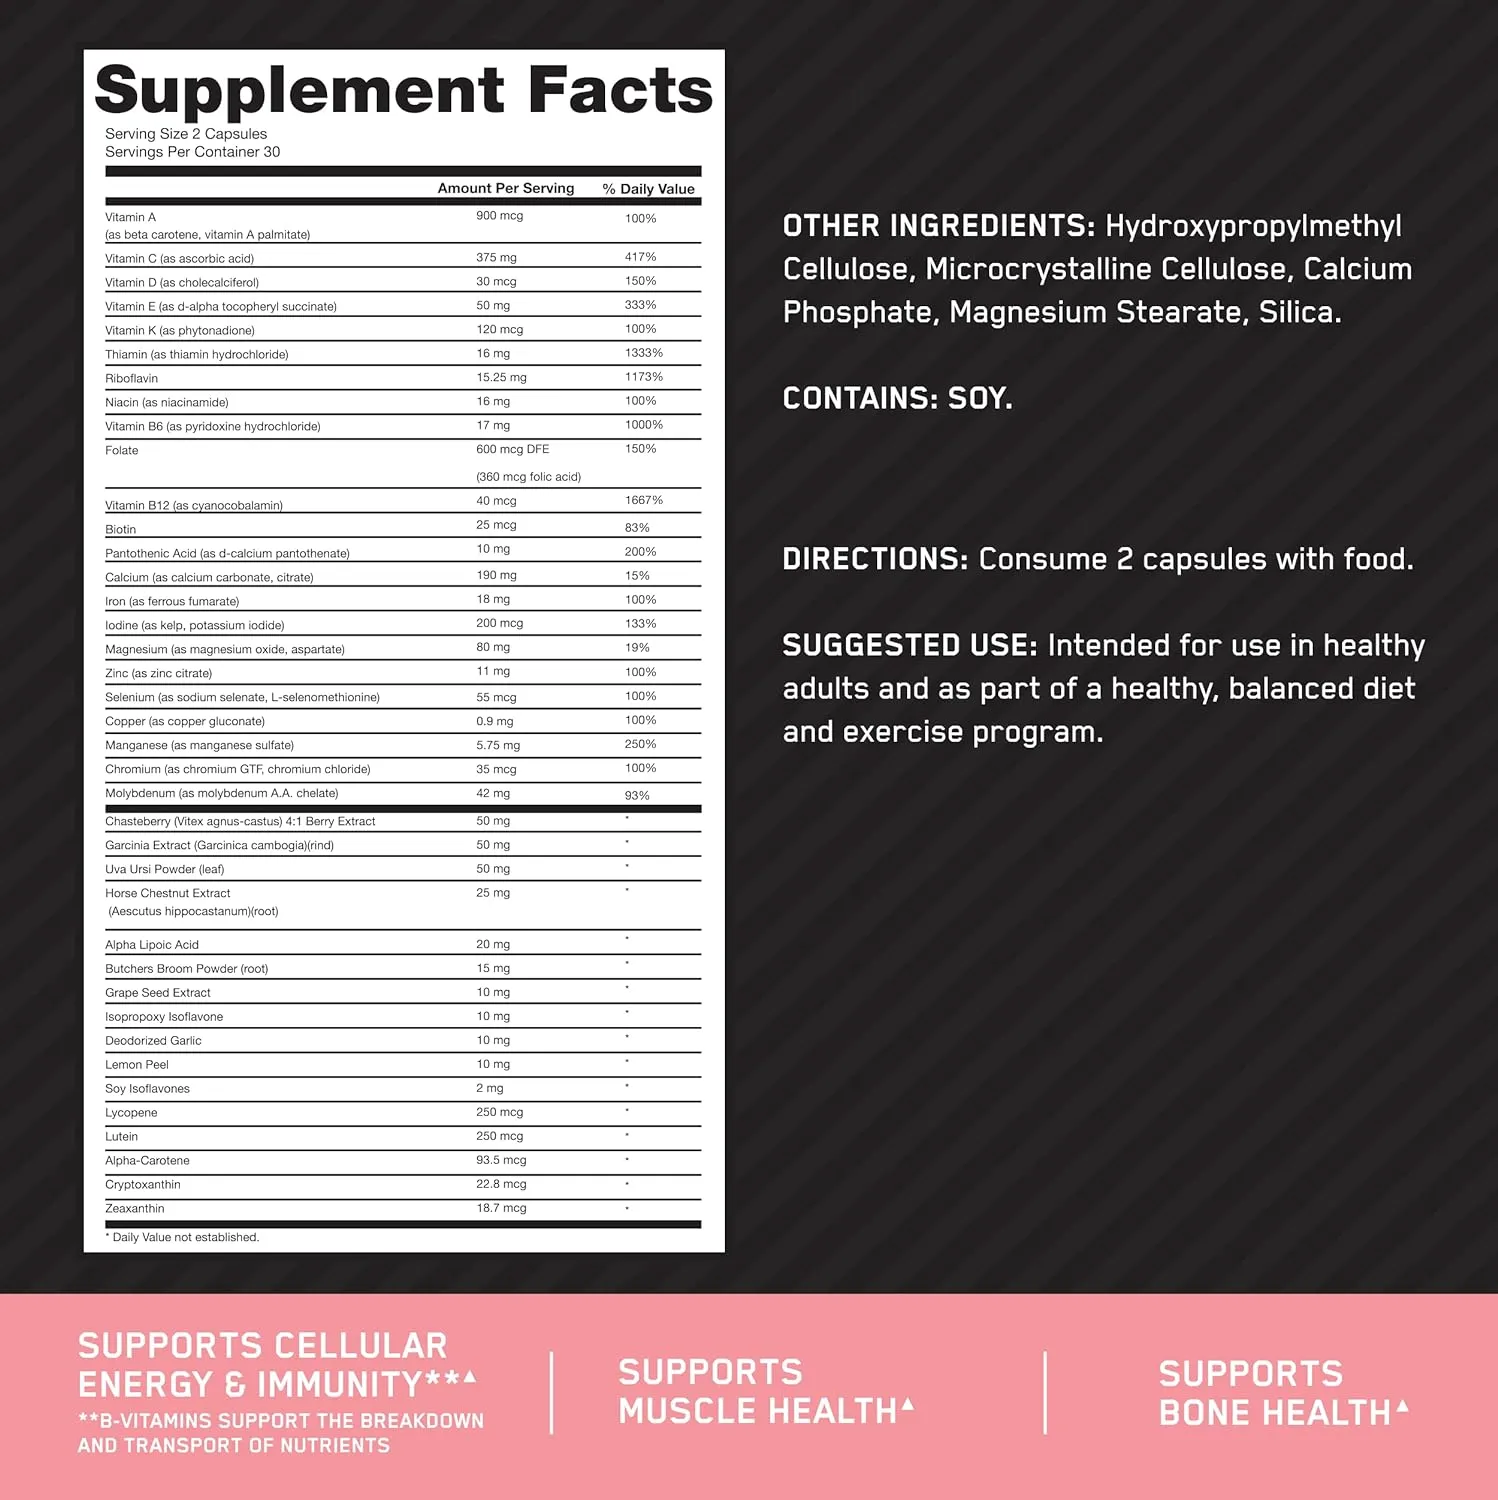 Supplement Facts
Serving Size 2 Capsules
Servings Per Container 30
Amount Per Serving % Daily Value
Vitamin A 900 mcg 100%
(as beta carotene, vitamin A palmitate)
Vitamin C (as ascorbic acid) 375 mg 417%
Vitamin D (as cholecalciferol) 30 mcg 150%
Vitamin E (as d-alpha tocopheryl succinate) 50 mg 333%
Vitamin K (as phytonadione) 120 mcg 100%
Thiamin (as thiamin hydrochloride) 16 mg 1333%
Riboflavin 15.25 mg 1173%
Niacin (as niacinamide) 16 mg 100%
Vitamin B6 (as pyridoxine hydrochloride) 17 mg 1000%
Folate 600 mcg DFE 150%
(360 mcg folic acid)
Vitamin B12 (as cyanocobalamin) 40 mcg 1667%
Biotin 25 mcg 83%
Pantothenic Acid (as d-calcium pantothenate) 10 mg 200%
Calcium (as calcium carbonate, citrate) 190 mg 15%
Iron (as ferrous fumarate) 18 mg 100%
Iodine (as kelp, potassium iodide) 200 mcg 133%
Magnesium (as magnesium oxide, aspartate) 80 mg 19%
Zinc (as zinc citrate) 11 mg 100%
Selenium (as sodium selenate, L-selenomethionine) 55 mcg 100%
Copper (as copper gluconate) 0.9 mg 100%
Manganese (as manganese sulfate) 5.75 mg 250%
Chromium (as chromium GTF, chromium chloride) 35 mcg 100%
Molybdenum (as molybdenum A.A. chelate) 42 mg 93%
Chasteberry (Vitex agnus-castus) 4:1 Berry Extract 50 mg *
Garcinia Extract (Garcinica cambogia)(rind) 50 mg *
Uva Ursi Powder (leaf) 50 mg *
Horse Chestnut Extract 25 mg *
(Aescutus hippocastanum)(root)
Alpha Lipoic Acid 20 mg *
Butchers Broom Powder (root) 15 mg *
Grape Seed Extract 10 mg *
Isopropoxy Isoflavone 10 mg *
Deodorized Garlic 10 mg *
Lemon Peel 10 mg *
Soy Isoflavones 2 mg *
Lycopene 250 mcg *
Lutein 250 mcg *
Alpha-Carotene 93.5 mcg *
Cryptoxanthin 22.8 mcg *
Zeaxanthin 18.7 mcg *
* Daily Value not established.
OTHER INGREDIENTS: Hydroxypropylmethyl
Cellulose, Microcrystalline Cellulose, Calcium
Phosphate, Magnesium Stearate, Silica.
CONTAINS: SOY.
DIRECTIONS: Consume 2 capsules with food.
SUGGESTED USE: Intended for use in healthy
adults and as part of a healthy, balanced diet
and exercise program.
SUPPORTS CELLULAR
ENERGY & IMMUNITY**▲
**B-VITAMINS SUPPORT THE BREAKDOWN
AND TRANSPORT OF NUTRIENTS
SUPPORTS
MUSCLE HEALTH▲
SUPPORTS
BONE HEALTH▲